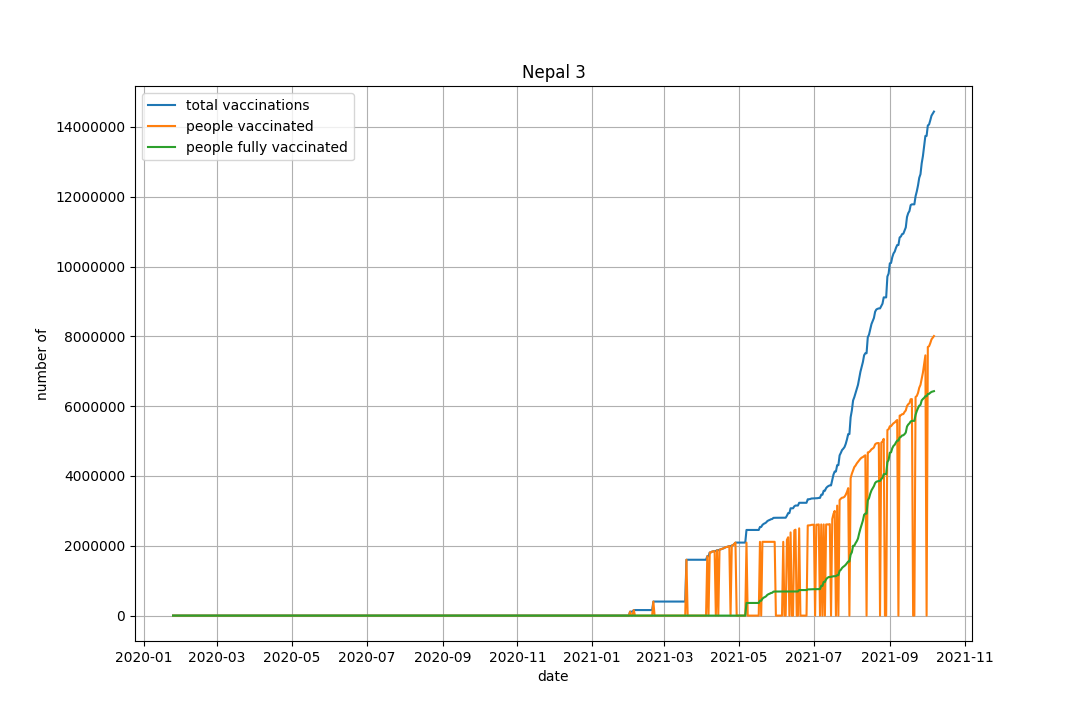 Nepal 3
total vaccinations
people vaccinated
people fully vaccinated
14000000
12000000
10000000
8000000
6000000
4000000
2000000
0
number of
2020-01 2020-03 2020-05 2020-07 2020-09 2020-11 2021-01 2021-03 2021-05 2021-07 2021-09 2021-11
date